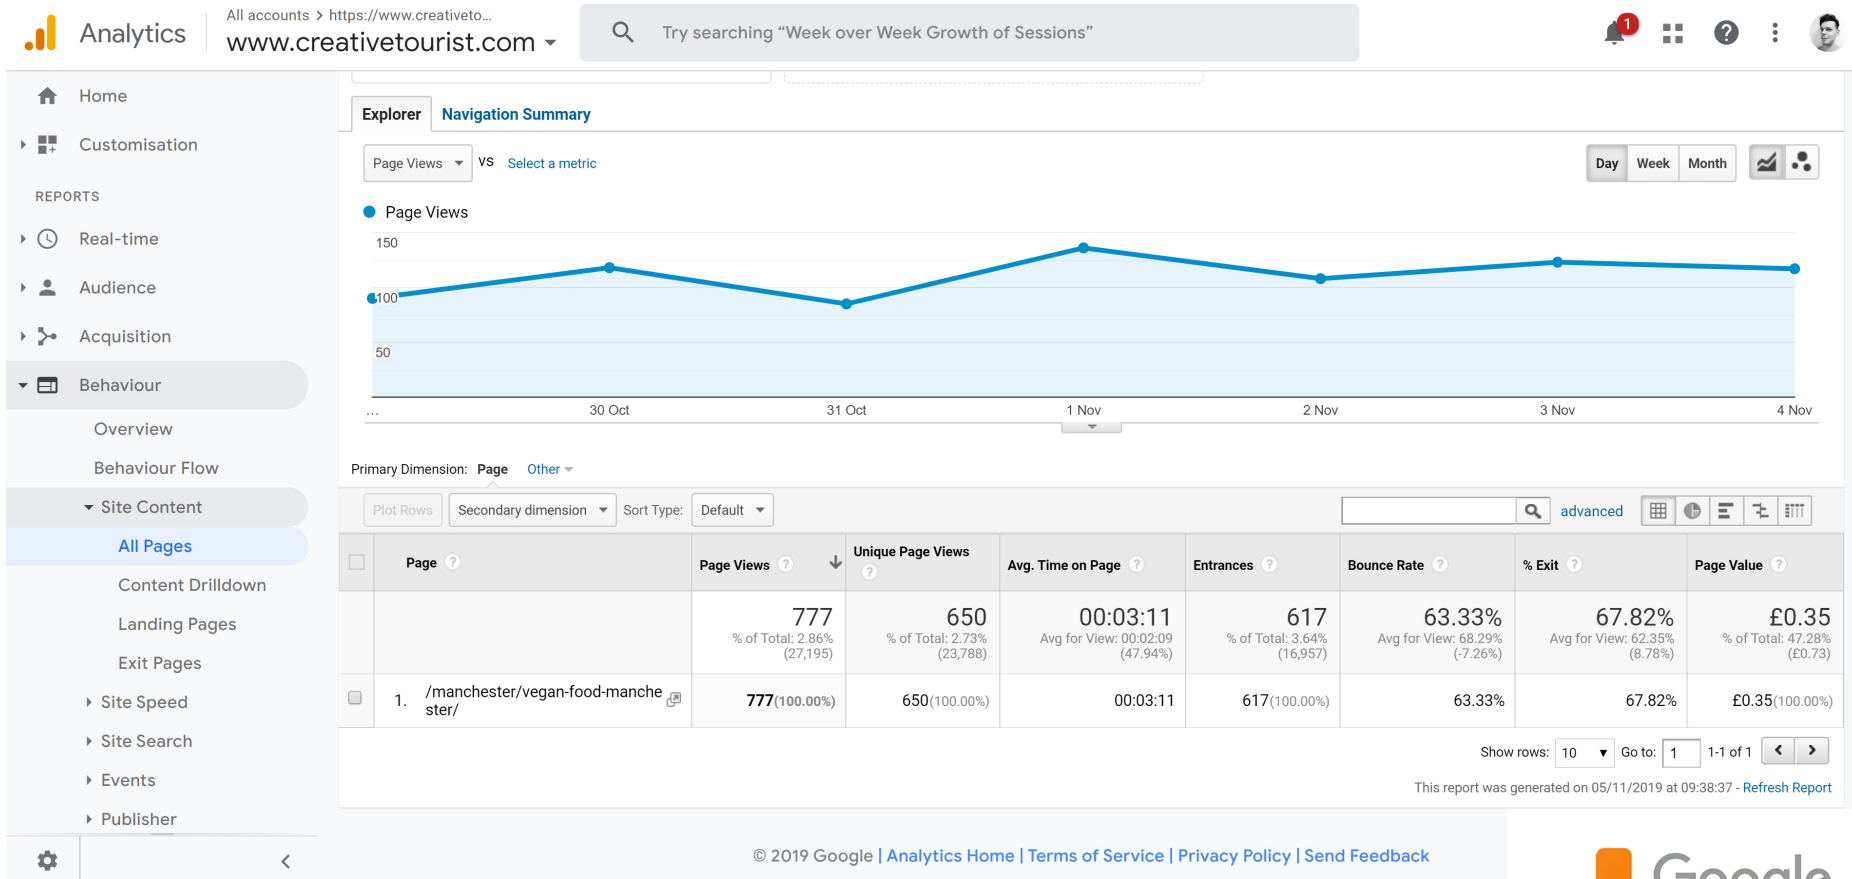 Analytics
All accounts > https://www.creativeto...
www.creativetourist.com
Try searching “Week over Week Growth of Sessions”
1
Home
Customisation
REPORTS
Real-time
Audience
Acquisition
Behaviour
Overview
Behaviour Flow
Site Content
All Pages
Content Drilldown
Landing Pages
Exit Pages
Site Speed
Site Search
Events
Publisher
Explorer
Navigation Summary
Page Views VS Select a metric
Day Week Month
Page Views
150
100
50
... 30 Oct 31 Oct 1 Nov 2 Nov 3 Nov 4 Nov
Primary Dimension: Page Other
Plot Rows Secondary dimension Sort Type: Default advanced
Page ? Page Views ? Unique Page Views ? Avg. Time on Page ? Entrances ? Bounce Rate ? % Exit ? Page Value ?
777 650 00:03:11 617 63.33% 67.82% £0.35
% of Total: 2.86% % of Total: 2.73% Avg for View: 00:02:09 % of Total: 3.64% Avg for View: 68.29% Avg for View: 62.35% % of Total: 47.28%
(27,195) (23,788) (47.94%) (16,957) (-7.26%) (8.78%) (£0.73)
1. /manchester/vegan-food-manche
ster/
777(100.00%) 650(100.00%) 00:03:11 617(100.00%) 63.33% 67.82% £0.35(100.00%)
Show rows: 10 Go to: 1 1-1 of 1
This report was generated on 05/11/2019 at 09:38:37 - Refresh Report
© 2019 Google | Analytics Home | Terms of Service | Privacy Policy | Send Feedback
Google